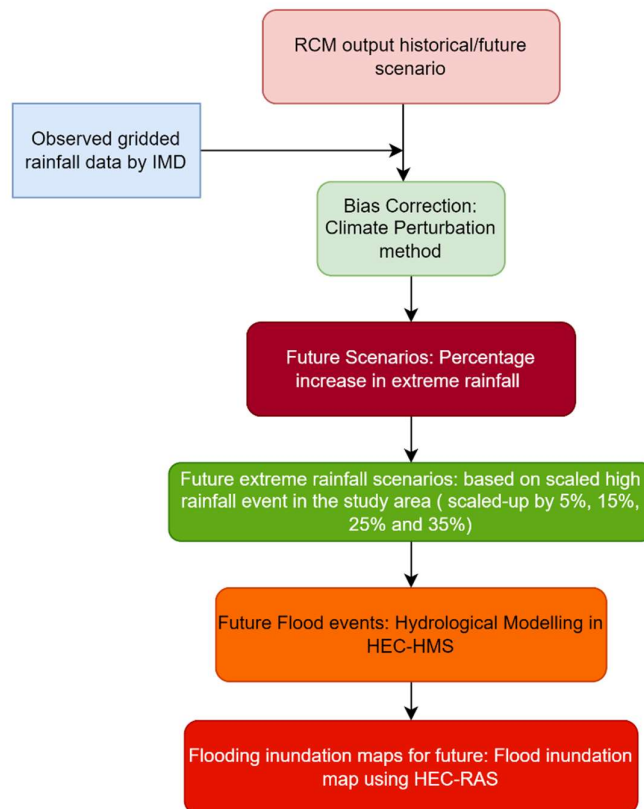 RCM output historical/future
scenario
Observed gridded
rainfall data by IMD
Bias Correction:
Climate Perturbation
method
Future Scenarios: Percentage
increase in extreme rainfall
Future extreme rainfall scenarios: based on scaled high
rainfall event in the study area ( scaled-up by 5%, 15%,
25% and 35%)
Future Flood events: Hydrological Modelling in
HEC-HMS
Flooding inundation maps for future: Flood inundation
map using HEC-RAS